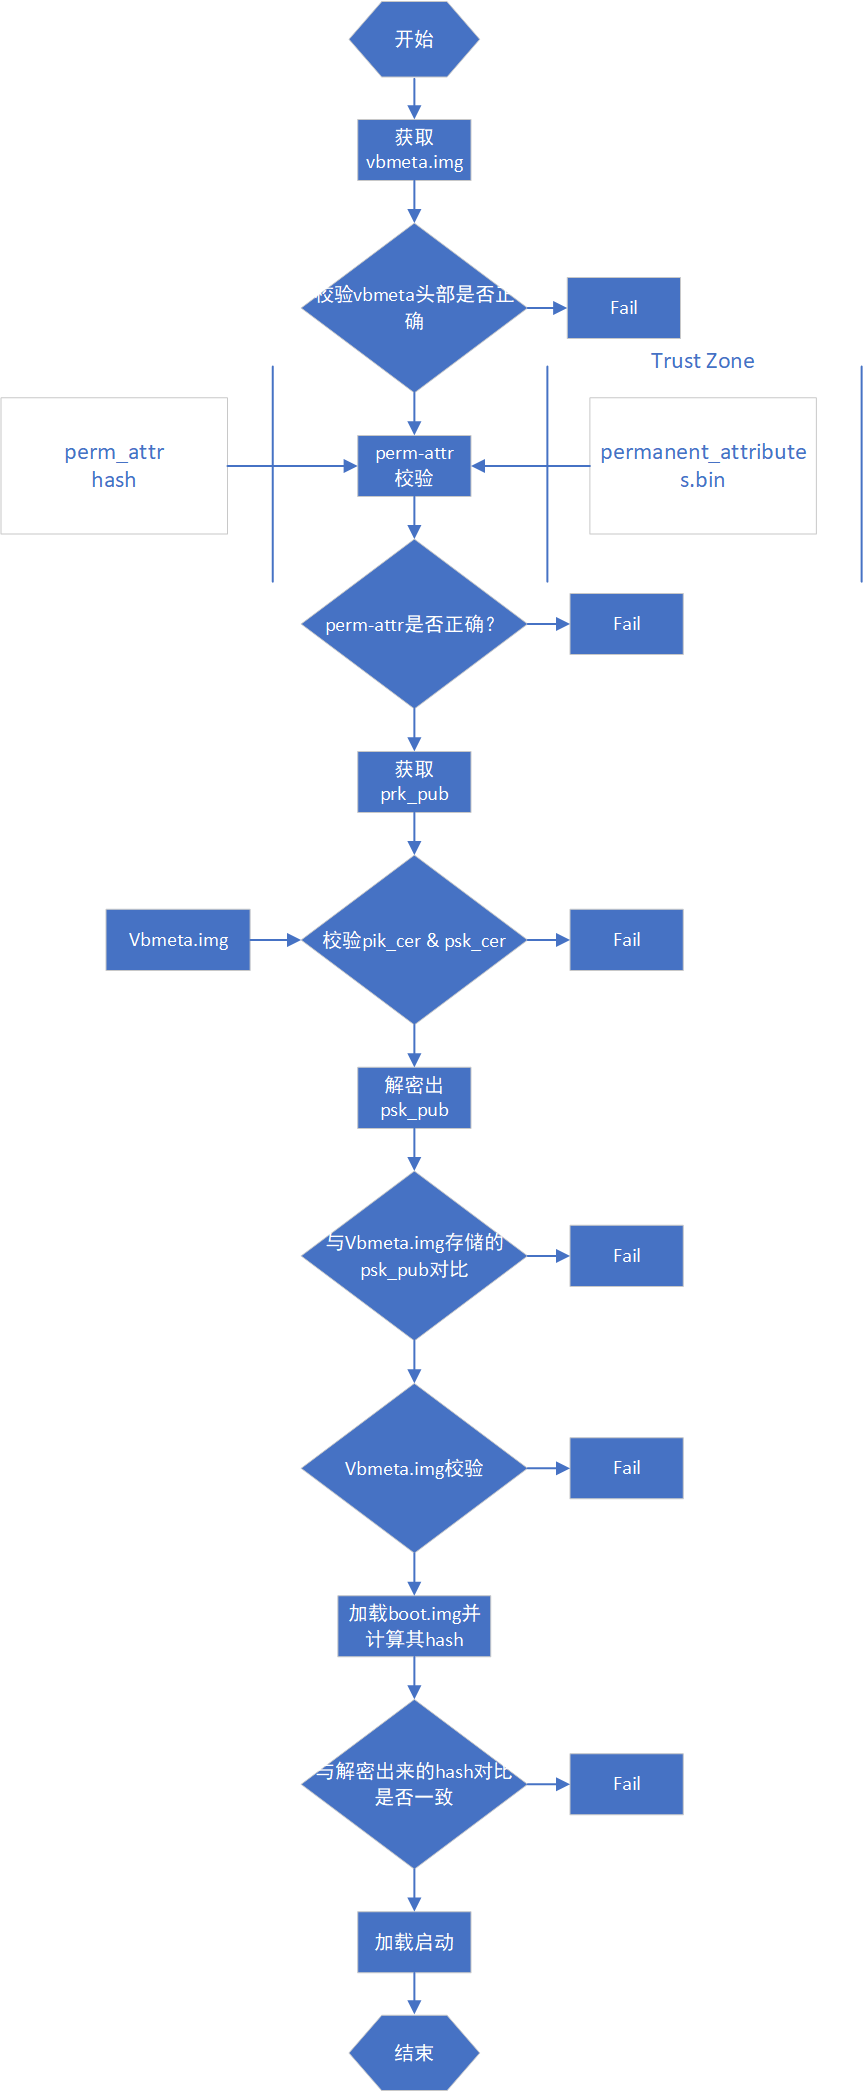 开始
获取
vbmeta.img
校验vbmeta头部是否正
确
Fail
Trust Zone
perm_attr
hash
perm-attr
校验
permanent_attribute
s.bin
perm-attr是否正确?
Fail
获取
prk_pub
Vbmeta.img
校验pik_cer & psk_cer
Fail
解密出
psk_pub
与Vbmeta.img存储的
psk_pub对比
Fail
Vbmeta.img校验
Fail
加载boot.img并
计算其hash
与解密出来的hash对比
是否一致
Fail
加载启动
结束